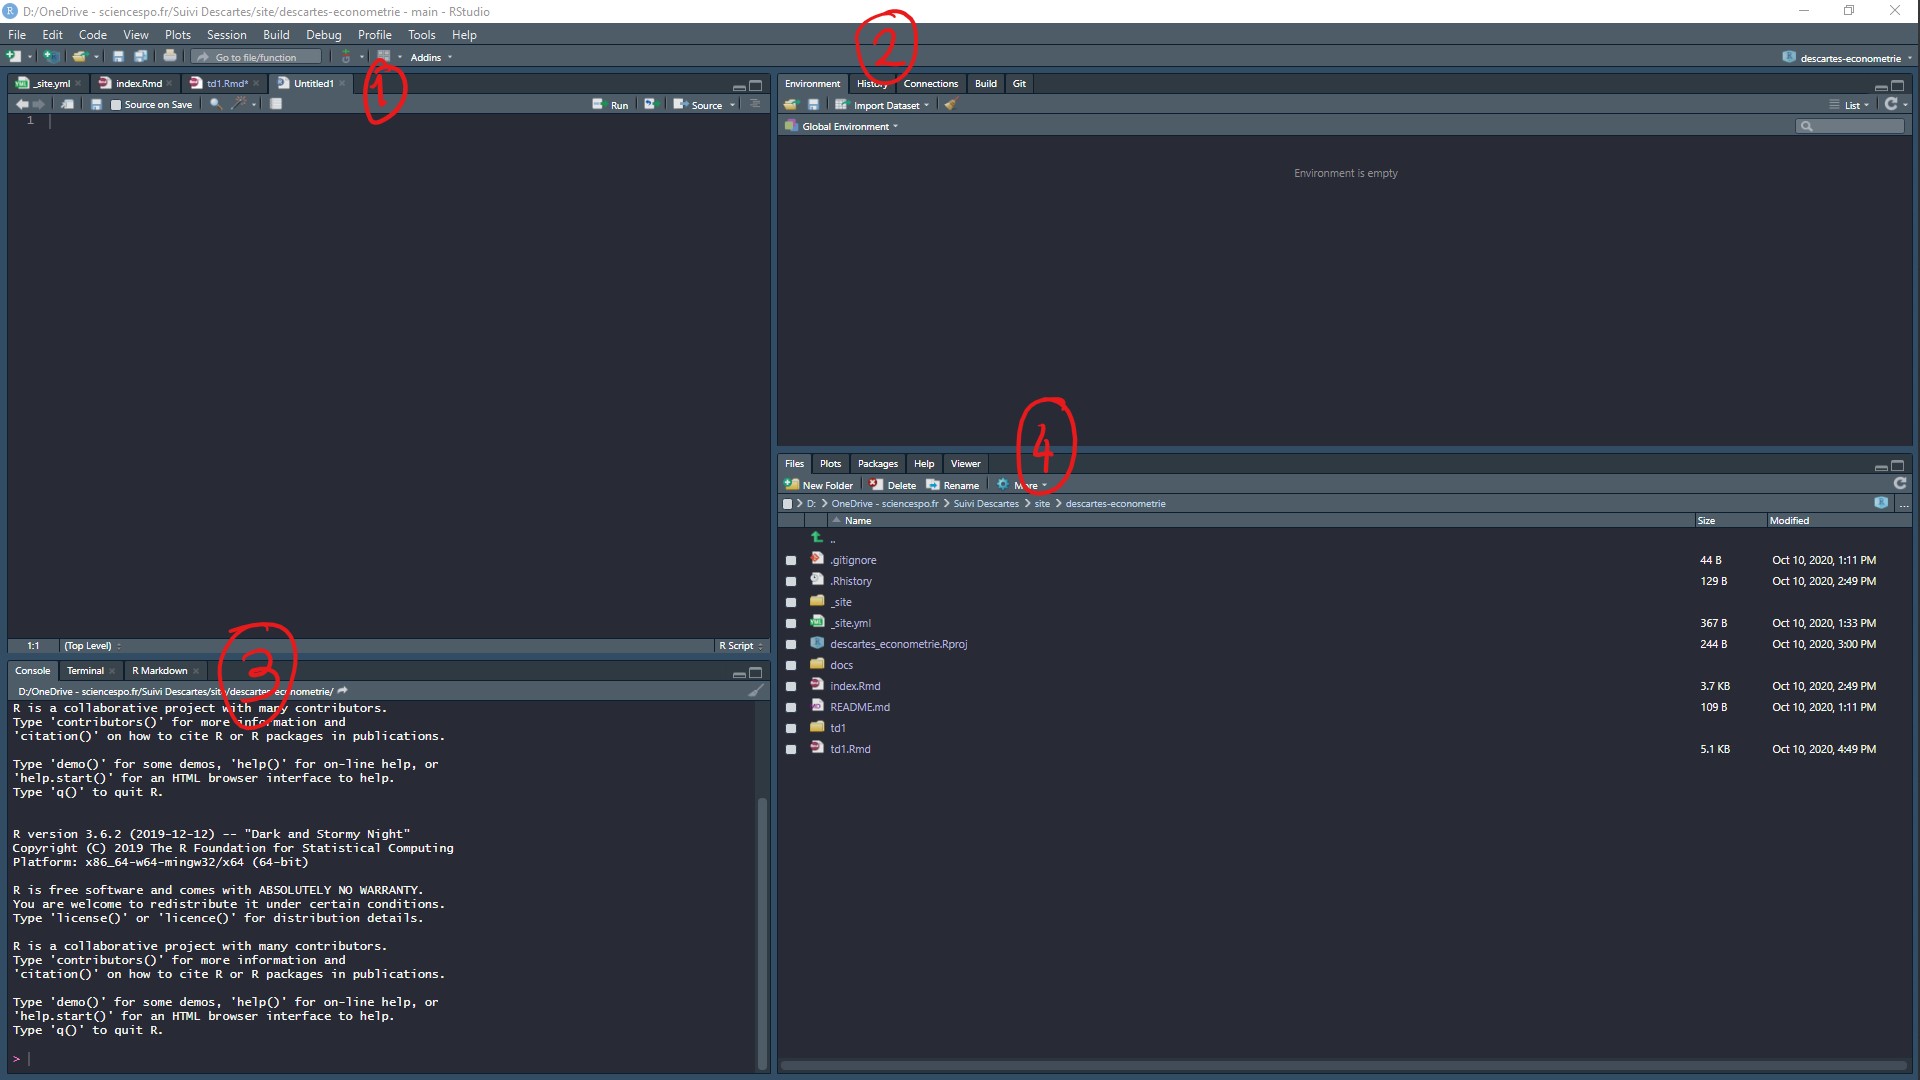 D:/OneDrive - sciencespo.fr/Suivi Descartes/site/descartes-econometrie - main - RStudio
File Edit Code View Plots Session Build Debug Profile Tools Help
Go to file/function Addins descartes-econometrie
1
2
_site.yml index.Rmd td1.Rmd* Untitled1
Source on Save Run Source
1
Environment History Connections Build Git
Import Dataset List
Global Environment
Environment is empty
1:1 (Top Level) R Script
3
Console Terminal R Markdown
D:/OneDrive - sciencespo.fr/Suivi Descartes/site/descartes-econometrie/
R is a collaborative project with many contributors.
Type 'contributors()' for more information and
'citation()' on how to cite R or R packages in publications.
Type 'demo()' for some demos, 'help()' for on-line help, or
'help.start()' for an HTML browser interface to help.
Type 'q()' to quit R.
R version 3.6.2 (2019-12-12) -- "Dark and Stormy Night"
Copyright (C) 2019 The R Foundation for Statistical Computing
Platform: x86_64-w64-mingw32/x64 (64-bit)
R is free software and comes with ABSOLUTELY NO WARRANTY.
You are welcome to redistribute it under certain conditions.
Type 'license()' or 'licence()' for distribution details.
R is a collaborative project with many contributors.
Type 'contributors()' for more information and
'citation()' on how to cite R or R packages in publications.
Type 'demo()' for some demos, 'help()' for on-line help, or
'help.start()' for an HTML browser interface to help.
Type 'q()' to quit R.
>
4
Files Plots Packages Help Viewer
New Folder Delete Rename More
D: > OneDrive - sciencespo.fr > Suivi Descartes > site > descartes-econometrie ...
Name Size Modified
..
.gitignore 44 B Oct 10, 2020, 1:11 PM
.Rhistory 129 B Oct 10, 2020, 2:49 PM
_site
_site.yml 367 B Oct 10, 2020, 1:33 PM
descartes_econometrie.Rproj 244 B Oct 10, 2020, 3:00 PM
docs
index.Rmd 3.7 KB Oct 10, 2020, 2:49 PM
README.md 109 B Oct 10, 2020, 1:11 PM
td1
td1.Rmd 5.1 KB Oct 10, 2020, 4:49 PM